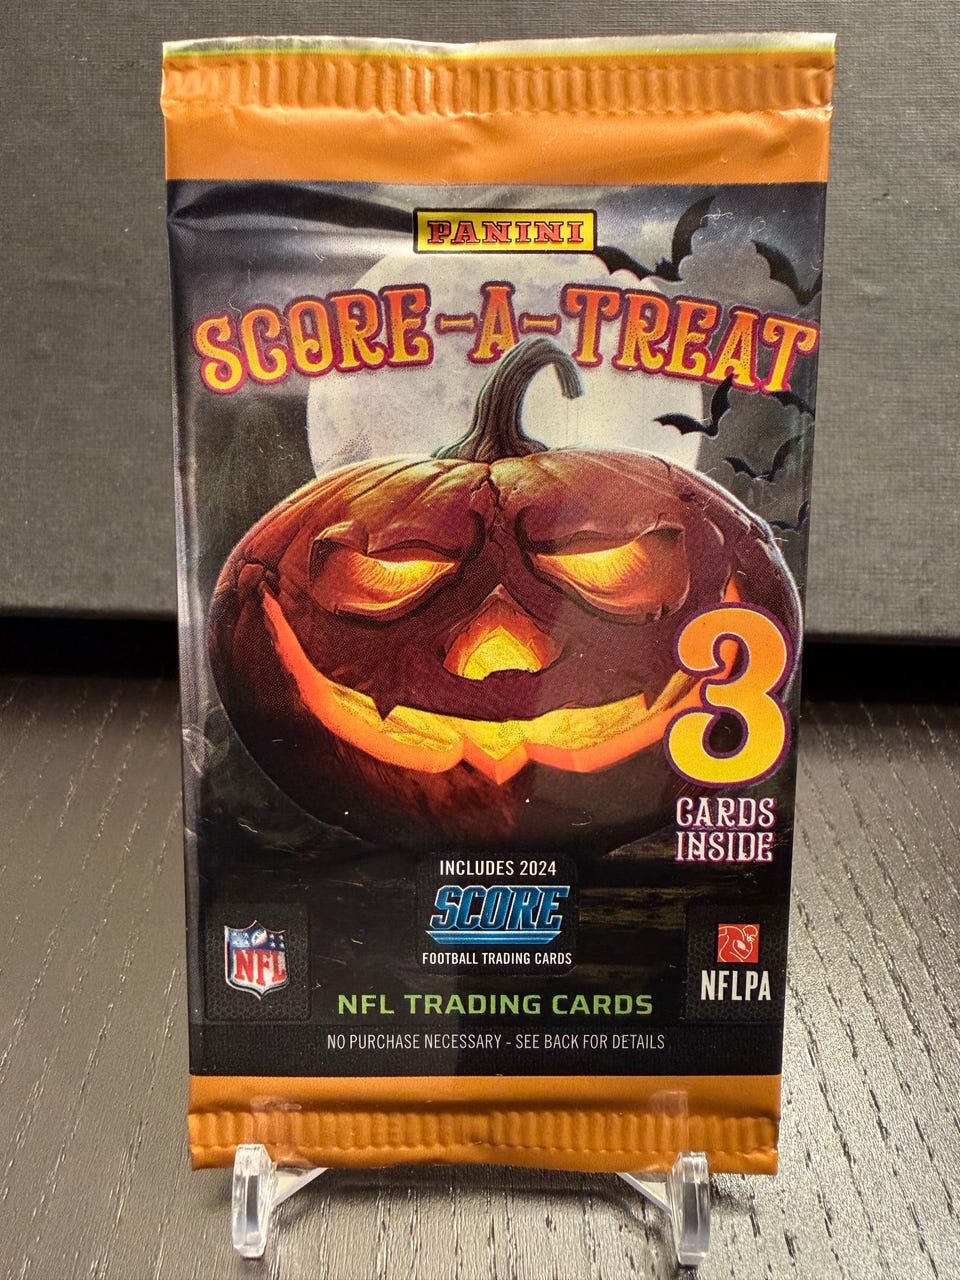 PANINI
SCORE-A-TREAT
3
CARDS
INSIDE
INCLUDES 2024
SCORE
FOOTBALL TRADING CARDS
NFL
NFLPA
NFL TRADING CARDS
NO PURCHASE NECESSARY - SEE BACK FOR DETAILS